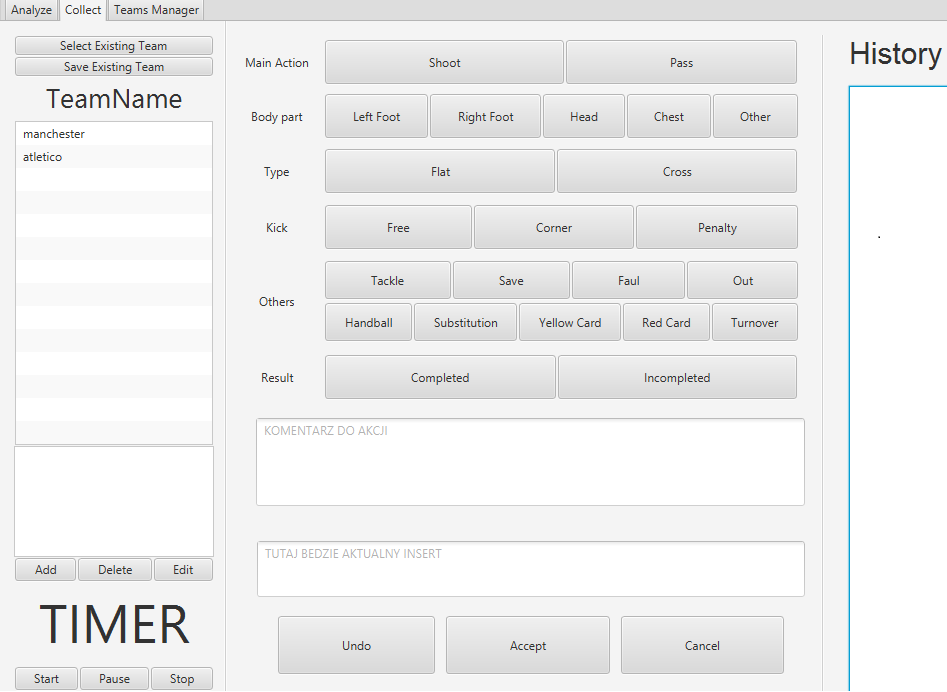 Analyze Collect Teams Manager
Select Existing Team
Save Existing Team
TeamName
manchester
atletico
Add Delete Edit
TIMER
Start Pause Stop
Main Action Shoot Pass
Body part Left Foot Right Foot Head Chest Other
Type Flat Cross
Kick Free Corner Penalty
Others
Tackle Save Faul Out
Handball Substitution Yellow Card Red Card Turnover
Result Completed Incompleted
KOMENTARZ DO AKCJI
TUTAJ BEDZIE AKTUALNY INSERT
Undo Accept Cancel
History
.